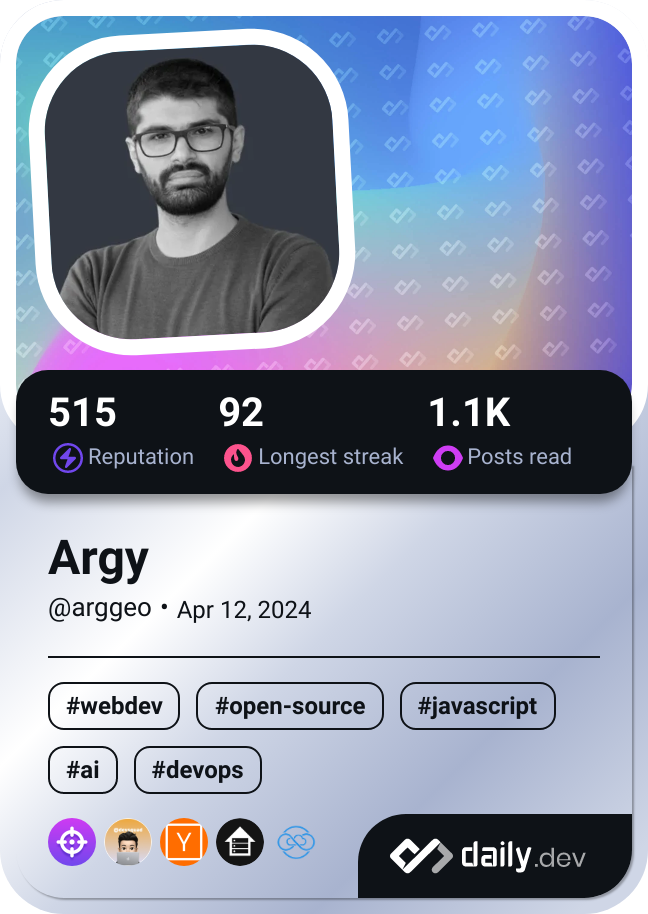 515 92 1.1K
Reputation Longest streak Posts read
Argy
@arggeo • Apr 12, 2024
#webdev #open-source #javascript
#ai #devops
Y
daily.dev